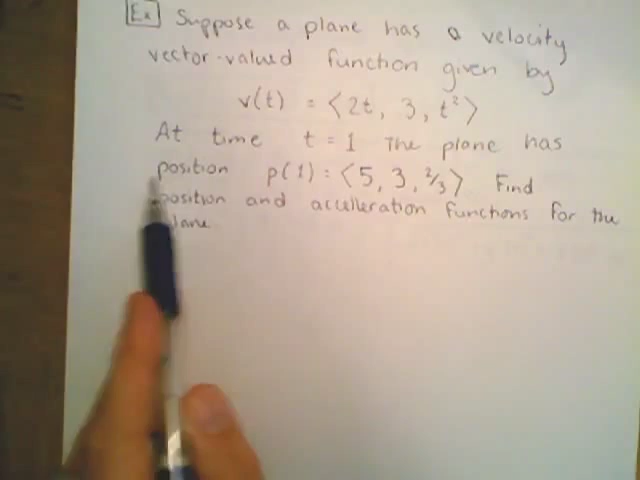 Ex Suppose a plane has a velocity
vector-valued function given by
v(t) = ⟨2t, 3, t²⟩
At time t = 1 the plane has
position p(1) = ⟨5, 3, 2/3⟩ Find
position and accelleration functions for the
plane